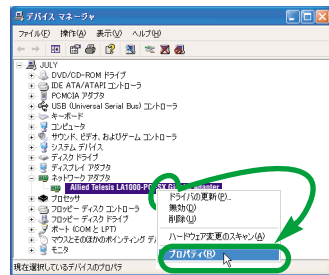 デバイス マネージャ
ファイル(F) 操作(A) 表示(V) ヘルプ(H)
JULY
DVD/CD-ROM ドライブ
IDE ATA/ATAPI コントローラ
PCMCIA アダプタ
USB (Universal Serial Bus) コントローラ
キーボード
コンピュータ
サウンド、ビデオ、およびゲーム コントローラ
システム デバイス
ディスク ドライブ
ディスプレイ アダプタ
ネットワーク アダプタ
Allied Telesis LA1000-PC
ドライバの更新(P)...
プロセッサ
無効(D)
フロッピー ディスク コントローラ
削除(U)
フロッピー ディスク ドライブ
ポート (COM と LPT)
ハードウェア変更のスキャン(A)
マウスとそのほかのポインティング デ
プロパティ(R)
モニタ
現在選択しているデバイスのプロパテ